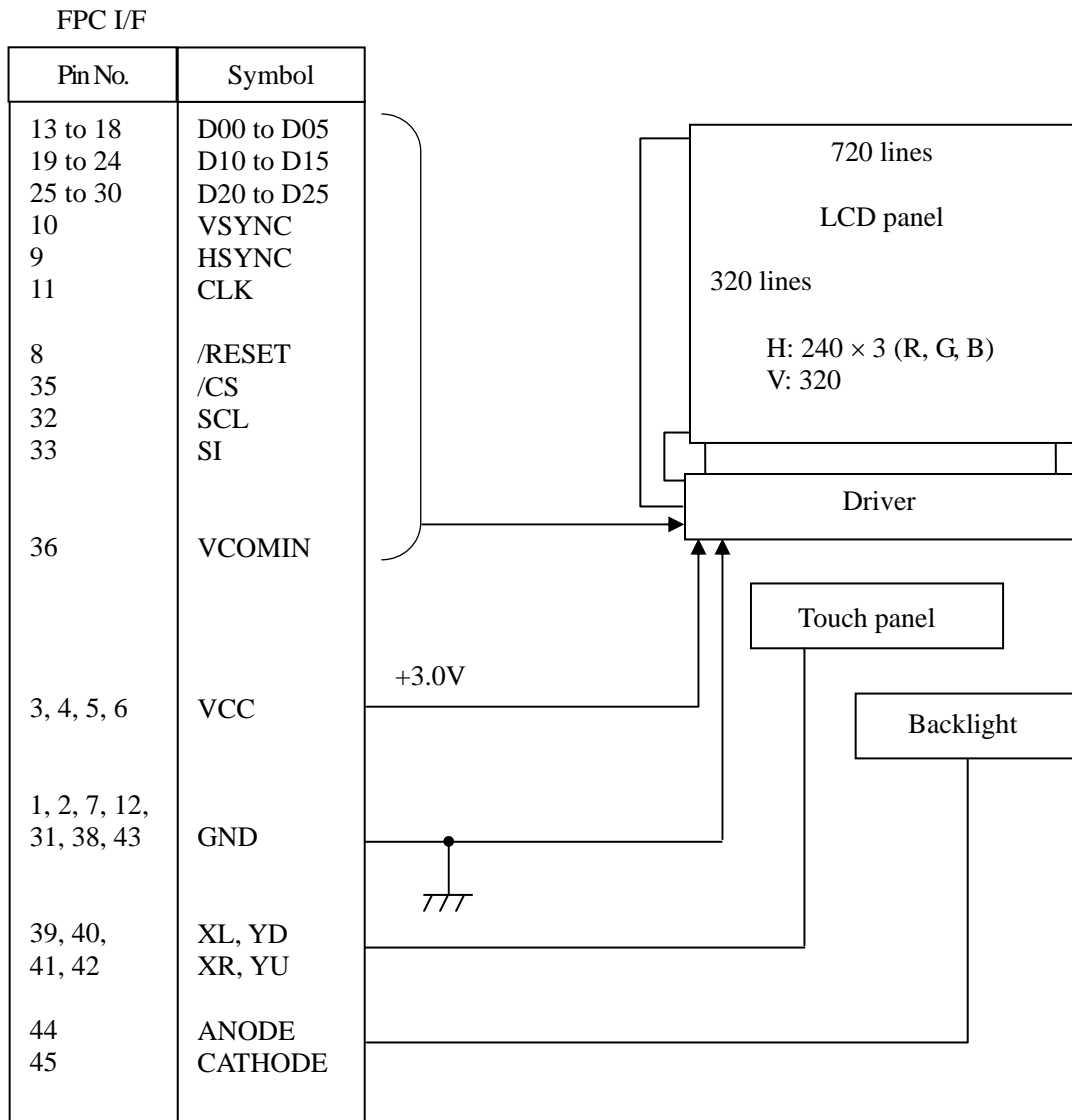 FPC I/F
Pin No. Symbol
13 to 18 D00 to D05
19 to 24 D10 to D15
25 to 30 D20 to D25
10 VSYNC
9 HSYNC
11 CLK
8 /RESET
35 /CS
32 SCL
33 SI
36 VCOMIN
3, 4, 5, 6 VCC
1, 2, 7, 12,
31, 38, 43 GND
39, 40, XL, YD
41, 42 XR, YU
44 ANODE
45 CATHODE
+3.0V
720 lines
LCD panel
320 lines
H: 240 × 3 (R, G, B)
V: 320
Driver
Touch panel
Backlight